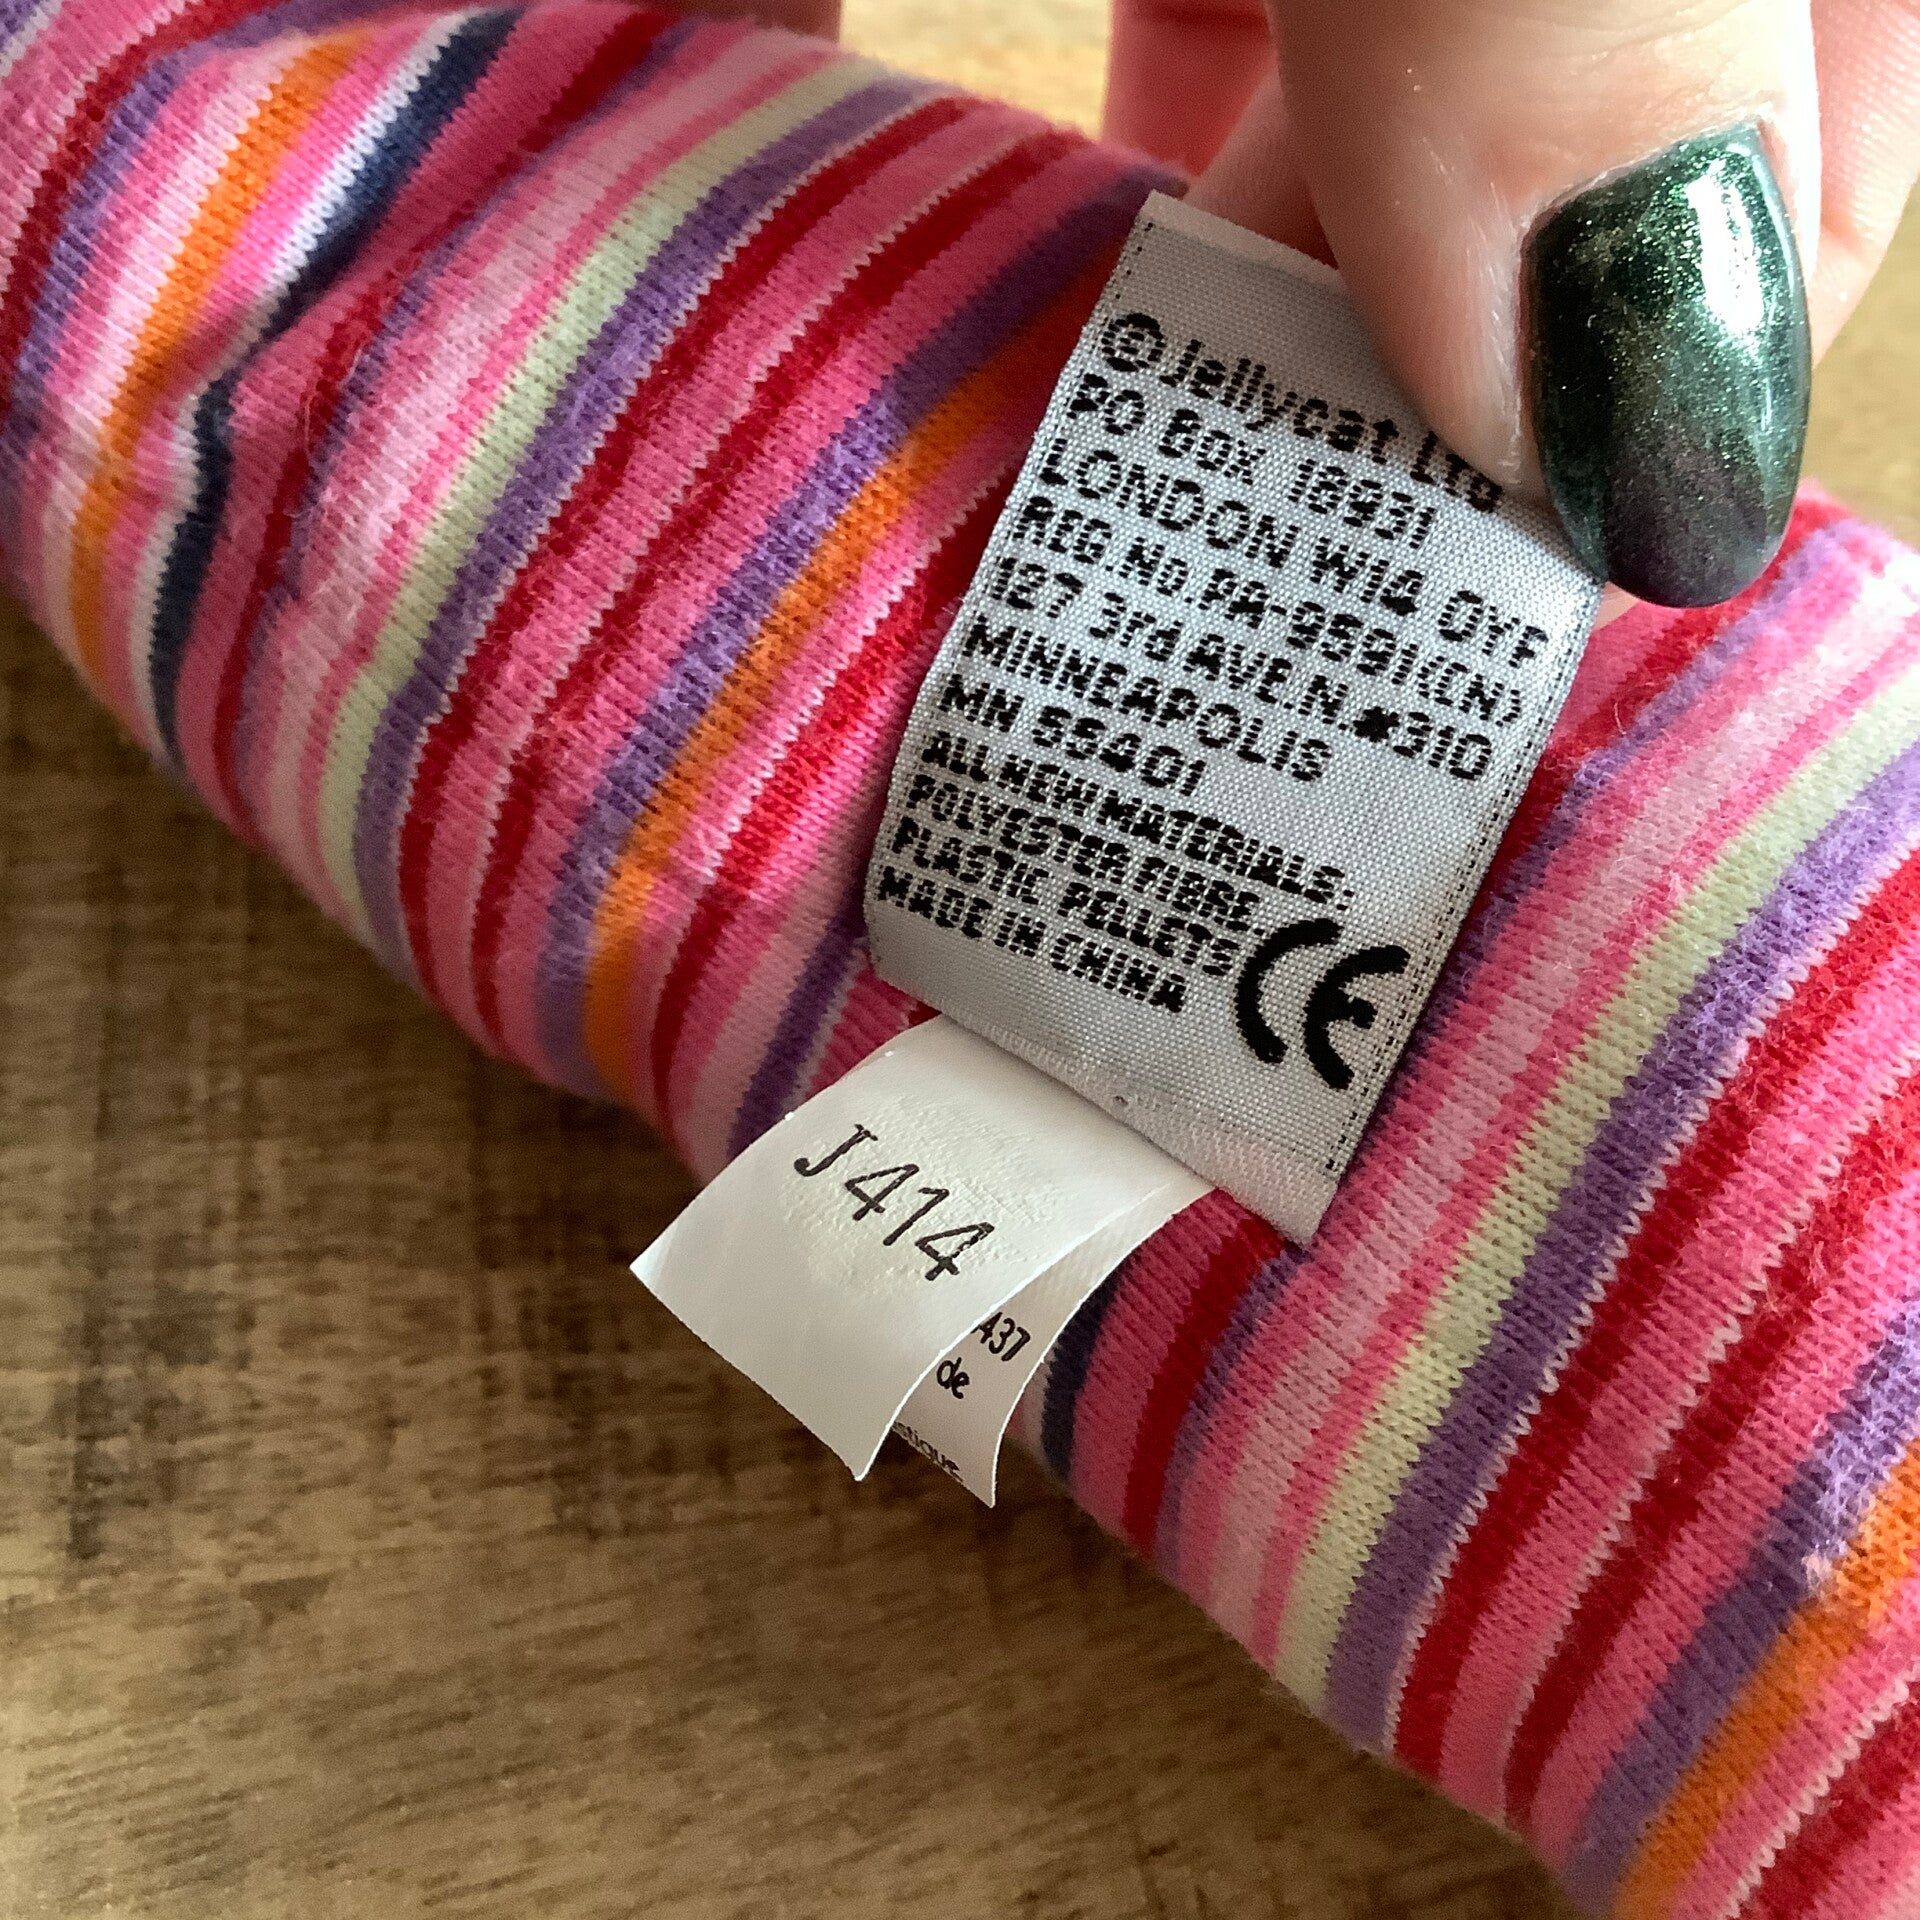 ©Jellycat Ltd
PO BOX 18931
LONDON W1A 0YF
REG.NO.PA-9591(CN)
127 3rd AVE.N.#310
MINNEAPOLIS
MN 55401
ALL NEW MATERIALS:
POLYESTER FIBRE,
PLASTIC PELLETS
MADE IN CHINA
CE
J414
437
de